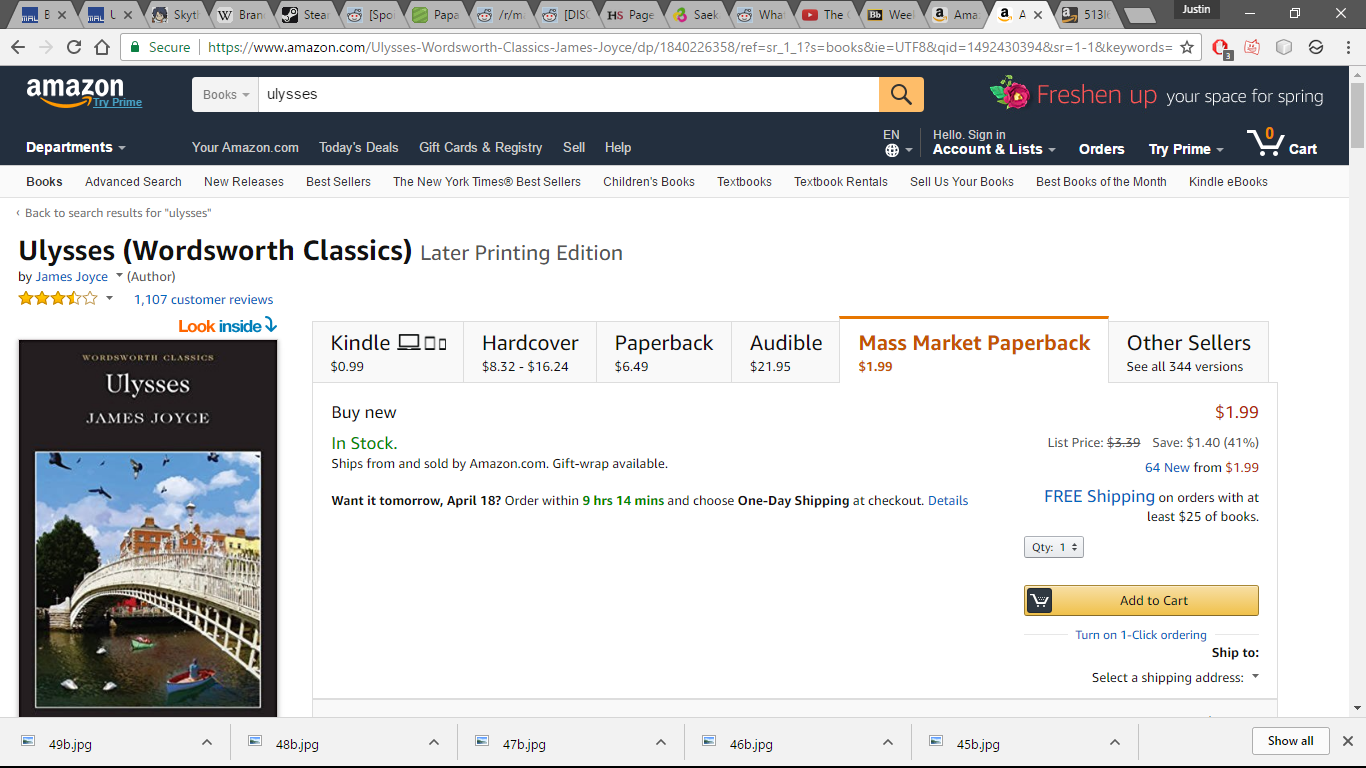 Justin
B
U
Skyt
Bran
Stear
[Spo
Papa
/r/m
[DISC
HS Page
Saek
What
The
Bb Week
Ama
A
513I
Secure https://www.amazon.com/Ulysses-Wordsworth-Classics-James-Joyce/dp/1840226358/ref=sr_1_1?s=books&ie=UTF8&qid=1492430394&sr=1-1&keywords=
3
amazon
Try Prime
Books ulysses
Freshen up your space for spring
Departments
Your Amazon.com Today's Deals Gift Cards & Registry Sell Help
EN
Hello. Sign in
Account & Lists
Orders
Try Prime
0
Cart
Books Advanced Search New Releases Best Sellers The New York Times® Best Sellers Children's Books Textbooks Textbook Rentals Sell Us Your Books Best Books of the Month Kindle eBooks
‹ Back to search results for "ulysses"
Ulysses (Wordsworth Classics) Later Printing Edition
by James Joyce (Author)
1,107 customer reviews
Look inside
WORDSWORTH CLASSICS
Ulysses
JAMES JOYCE
Kindle
$0.99
Hardcover
$8.32 - $16.24
Paperback
$6.49
Audible
$21.95
Mass Market Paperback
$1.99
Other Sellers
See all 344 versions
Buy new
$1.99
In Stock.
Ships from and sold by Amazon.com. Gift-wrap available.
List Price: $3.39 Save: $1.40 (41%)
64 New from $1.99
Want it tomorrow, April 18? Order within 9 hrs 14 mins and choose One-Day Shipping at checkout. Details
FREE Shipping on orders with at
least $25 of books.
Qty: 1
Add to Cart
Turn on 1-Click ordering
Ship to:
Select a shipping address:
49b.jpg
48b.jpg
47b.jpg
46b.jpg
45b.jpg
Show all